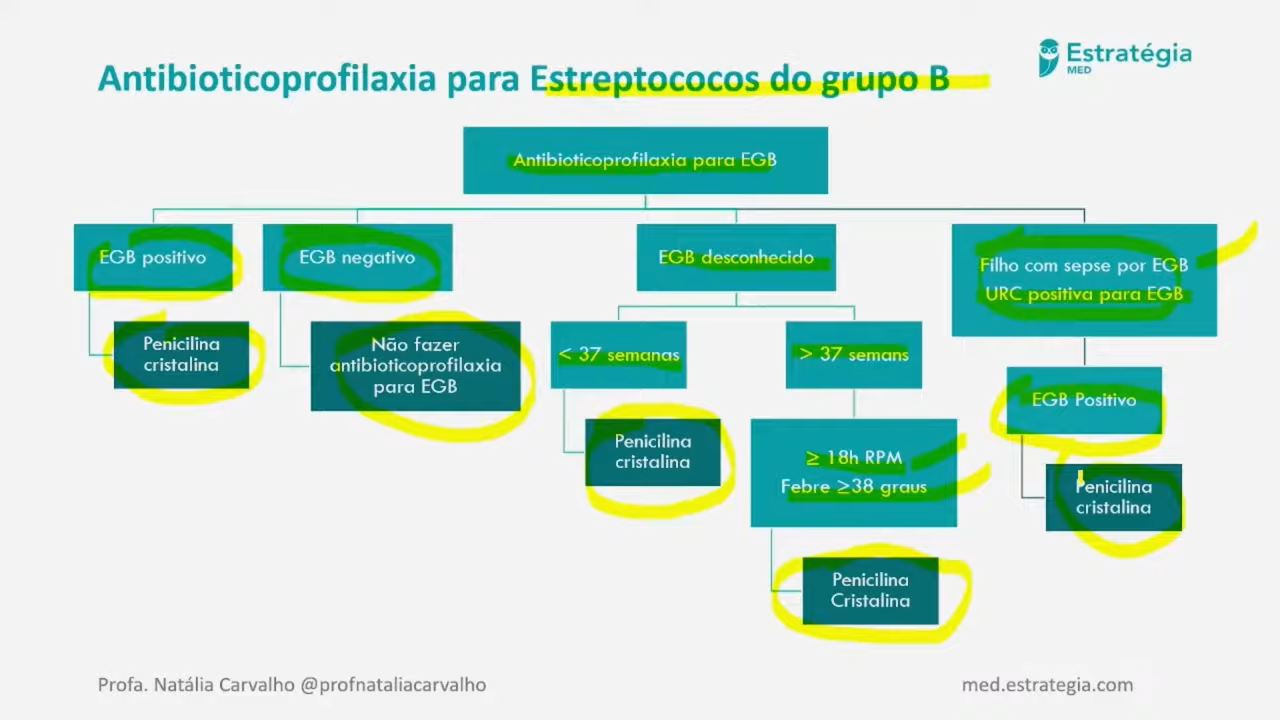 Estratégia
MED
Antibioticoprofilaxia para Estreptococos do grupo B
Antibioticoprofilaxia para EGB
EGB positivo
EGB negativo
EGB desconhecido
Filho com sepse por EGB
URC positiva para EGB
Penicilina
cristalina
Não fazer
antibioticoprofilaxia
para EGB
< 37 semanas
> 37 semans
EGB Positivo
Penicilina
cristalina
≥ 18h RPM
Febre ≥38 graus
Penicilina
cristalina
Penicilina
Cristalina
Profa. Natália Carvalho @profnataliacarvalho
med.estrategia.com